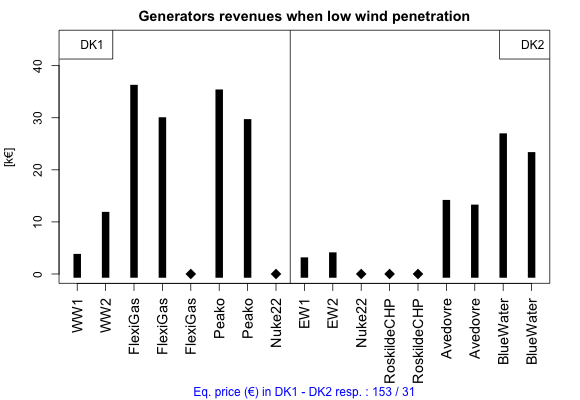 Generators revenues when low wind penetration
DK1
DK2
[k€]
40
30
20
10
0
WW1
WW2
FlexiGas
FlexiGas
FlexiGas
Peako
Peako
Nuke22
EW1
EW2
Nuke22
RoskildeCHP
RoskildeCHP
Avedovre
Avedovre
BlueWater
BlueWater
Eq. price (€) in DK1 - DK2 resp. : 153 / 31